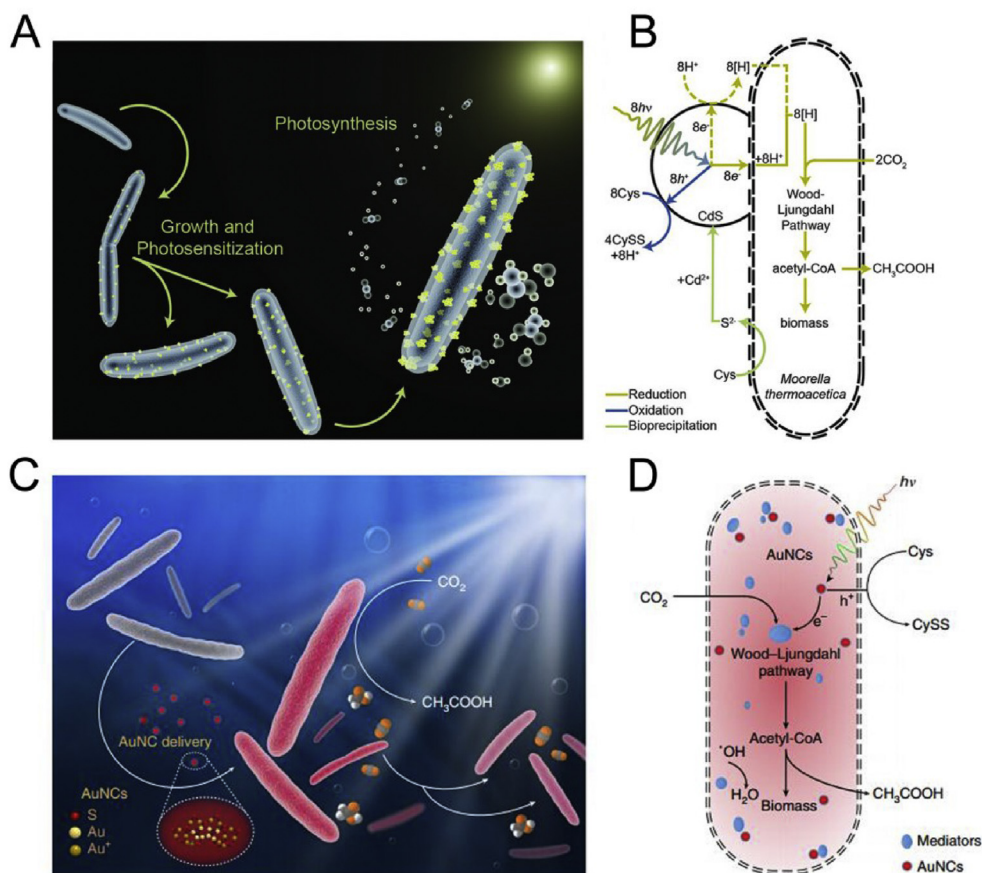 A
Photosynthesis
Growth and
Photosensitization
B
8H⁺
8[H]
8hν
8e⁻
8[H]
+8H⁺
8e⁻
8h⁺
2CO₂
8Cys
4CySS
+8H⁺
CdS
Wood-
Ljungdahl
Pathway
+Cd²⁺
acetyl-CoA
CH₃COOH
S²⁻
biomass
Cys
Moorella
thermoacetica
Reduction
Oxidation
Bioprecipitation
C
CO₂
CH₃COOH
AuNC delivery
AuNCs
S
Au
Au⁺
D
hν
AuNCs
Cys
h⁺
CO₂
e⁻
CySS
Wood–Ljungdahl
pathway
Acetyl-CoA
˙OH
H₂O
Biomass
CH₃COOH
Mediators
AuNCs